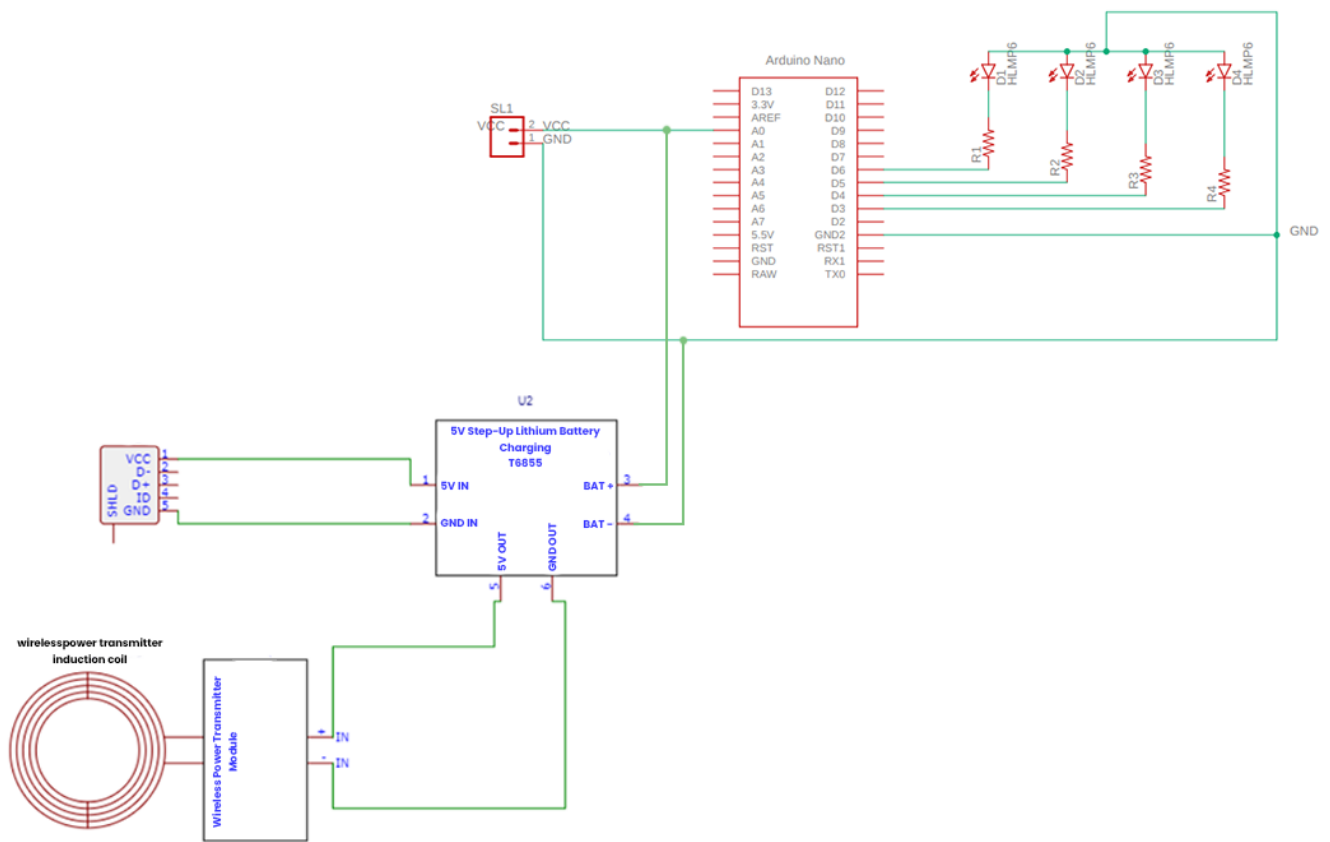 Arduino Nano
D13 D12
3.3V D11
AREF D10
A0 D9
A1 D8
A2 D7
A3 D6
A4 D5
A5 D4
A6 D3
A7 D2
5.5V GND2
RST RST1
GND RX1
RAW TX0
D1
HLMP6
D2
HLMP6
D3
HLMP6
D4
HLMP6
R1
R2
R3
R4
GND
SL1
VCC 2 VCC
1 GND
U2
5V Step-Up Lithium Battery
Charging
T6855
1 5V IN
2 GND IN
BAT + 3
BAT - 4
5V OUT
5
GND OUT
6
VCC 1
D- 2
D+ 3
ID 4
GND 5
SHLD
wirelesspower transmitter
induction coil
Wireless Power Transmitter
Module
+ IN
- IN